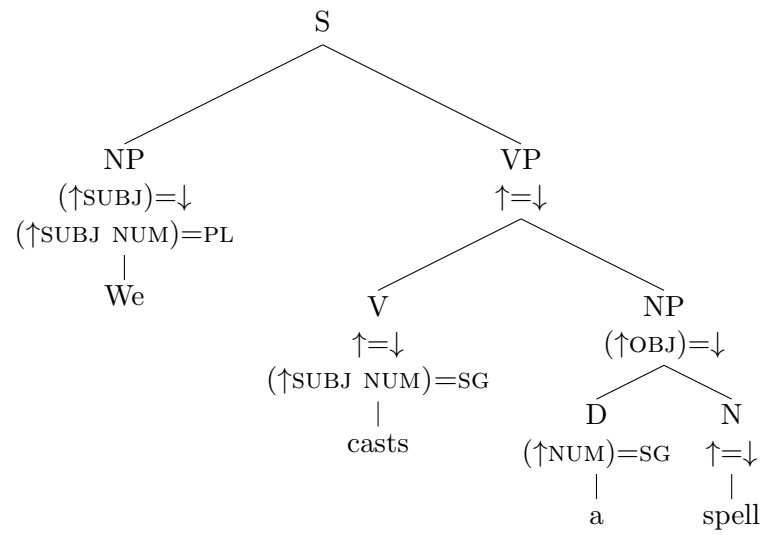 S
NP VP
(↑SUBJ)=↓ ↑=↓
(↑SUBJ NUM)=PL
We
V NP
↑=↓ (↑OBJ)=↓
(↑SUBJ NUM)=SG
casts
D N
(↑NUM)=SG ↑=↓
a spell